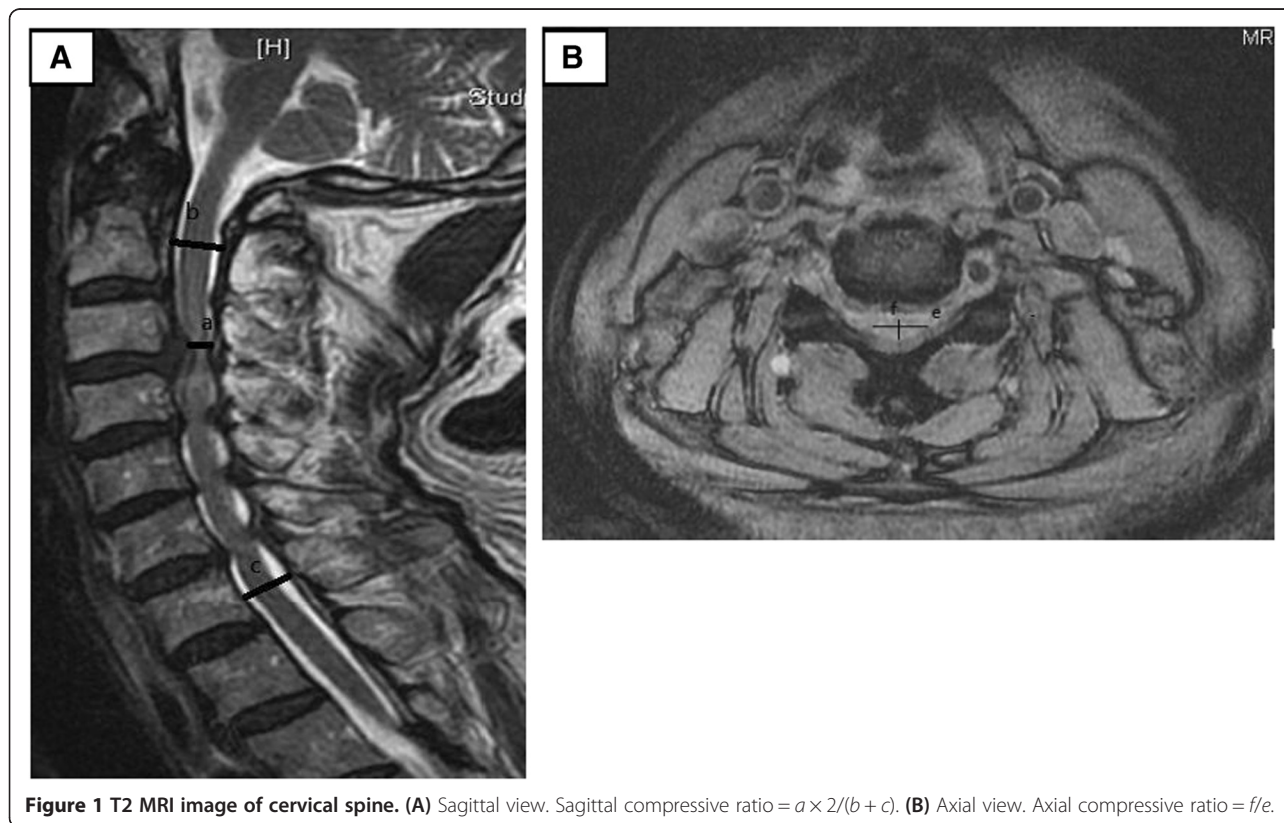 A
[H]
Stud
b
a
c
B
MR
f
e
Figure 1 T2 MRI image of cervical spine. (A) Sagittal view. Sagittal compressive ratio = a × 2/(b + c). (B) Axial view. Axial compressive ratio = f/e.